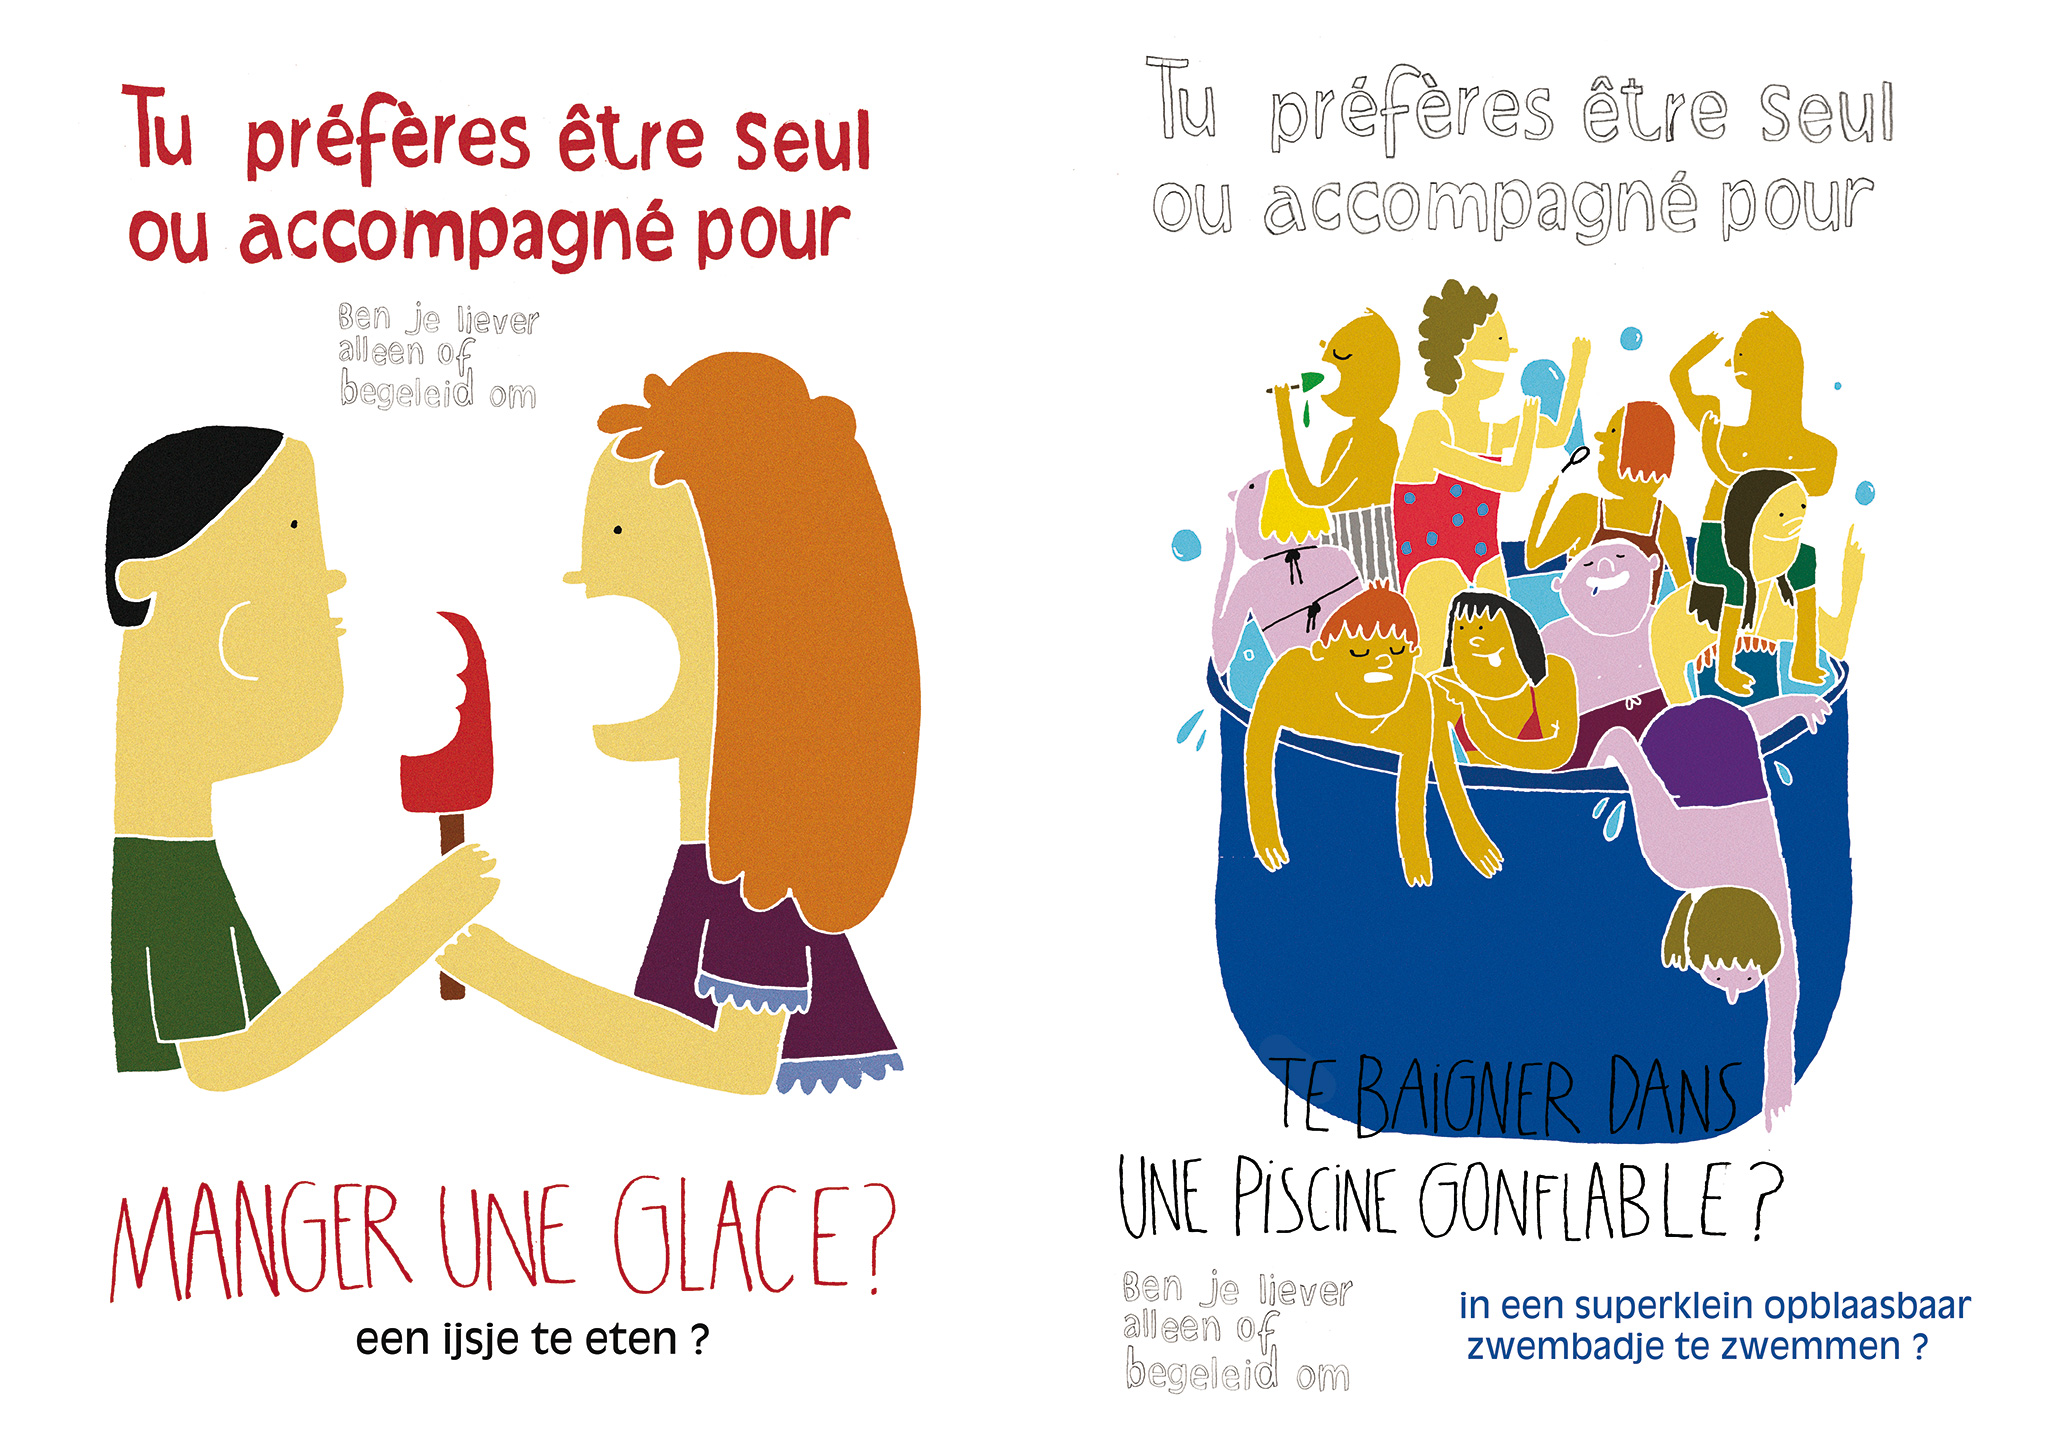 Tu préfères être seul
ou accompagné pour
Ben je liever
alleen of
begeleid om
MANGER UNE GLACE?
een ijsje te eten ?
Tu préfères être seul
ou accompagné pour
TE BAIGNER DANS
UNE PISCINE GONFLABLE ?
Ben je liever
alleen of
begeleid om
in een superklein opblaasbaar
zwembadje te zwemmen ?